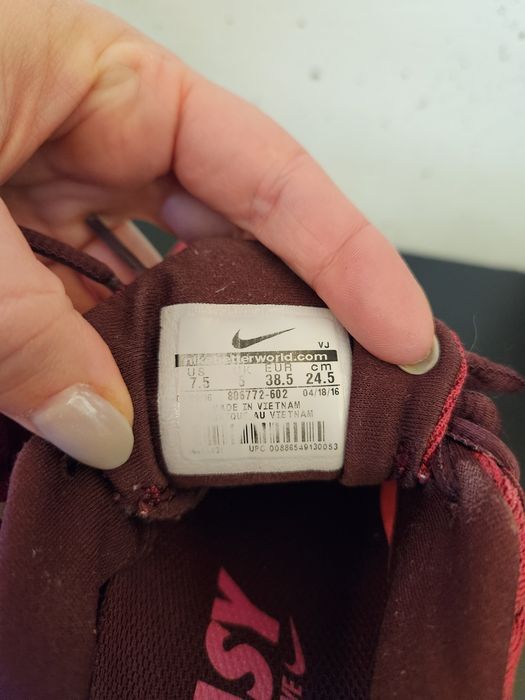 VJ
nikebetterworld.com
US UK EUR cm
7.5 5 38.5 24.5
806772-602 04/18/16
MADE IN VIETNAM
AU VIETNAM
UPC 00886549130053
ASY